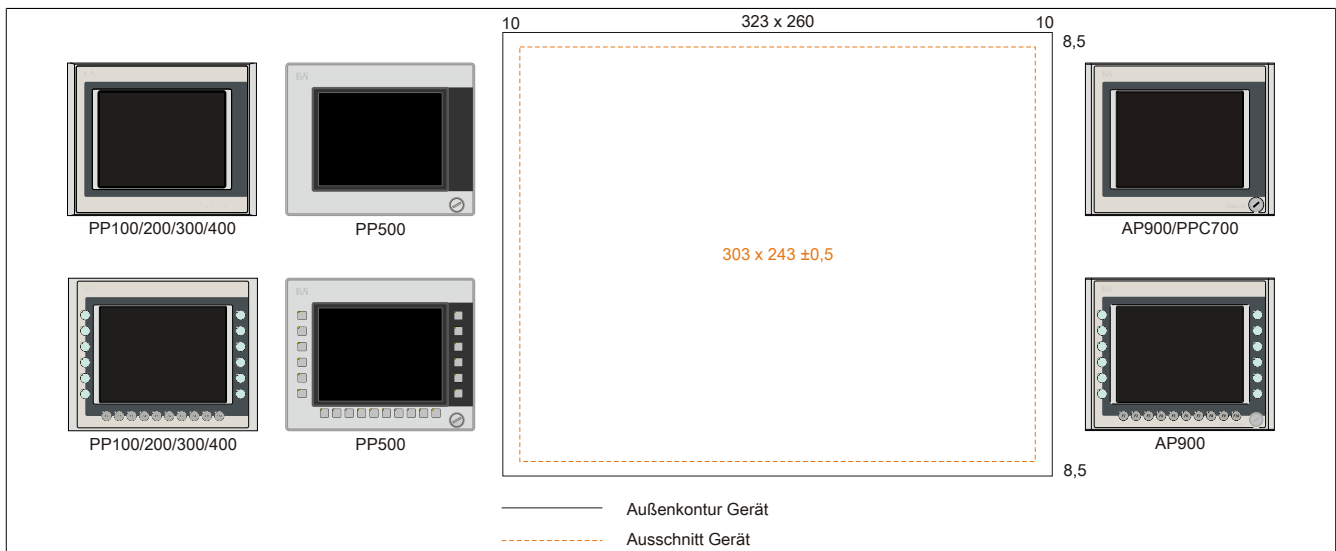 10 323 x 260 10
8,5
PP100/200/300/400
PP500
AP900/PPC700
303 x 243 ±0,5
PP100/200/300/400
PP500
AP900
8,5
Außenkontur Gerät
Ausschnitt Gerät